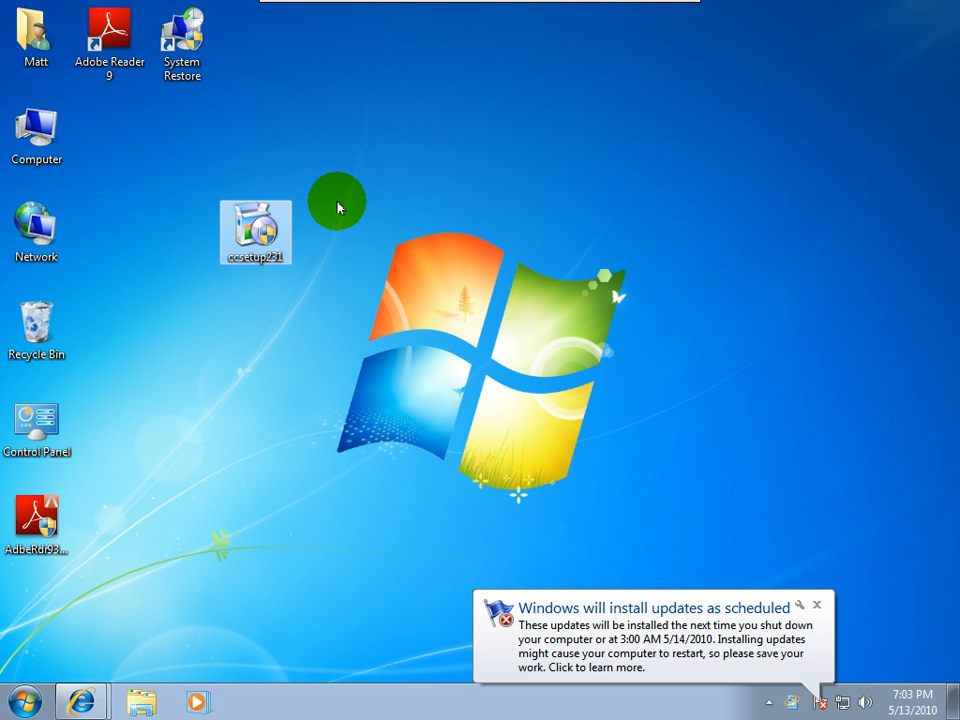 Matt
Adobe Reader
9
System
Restore
Computer
Network
ccsetup231
Recycle Bin
Control Panel
AdbeRdr93...
Windows will install updates as scheduled
These updates will be installed the next time you shut down
your computer or at 3:00 AM 5/14/2010. Installing updates
might cause your computer to restart, so please save your
work. Click to learn more.
7:03 PM
5/13/2010